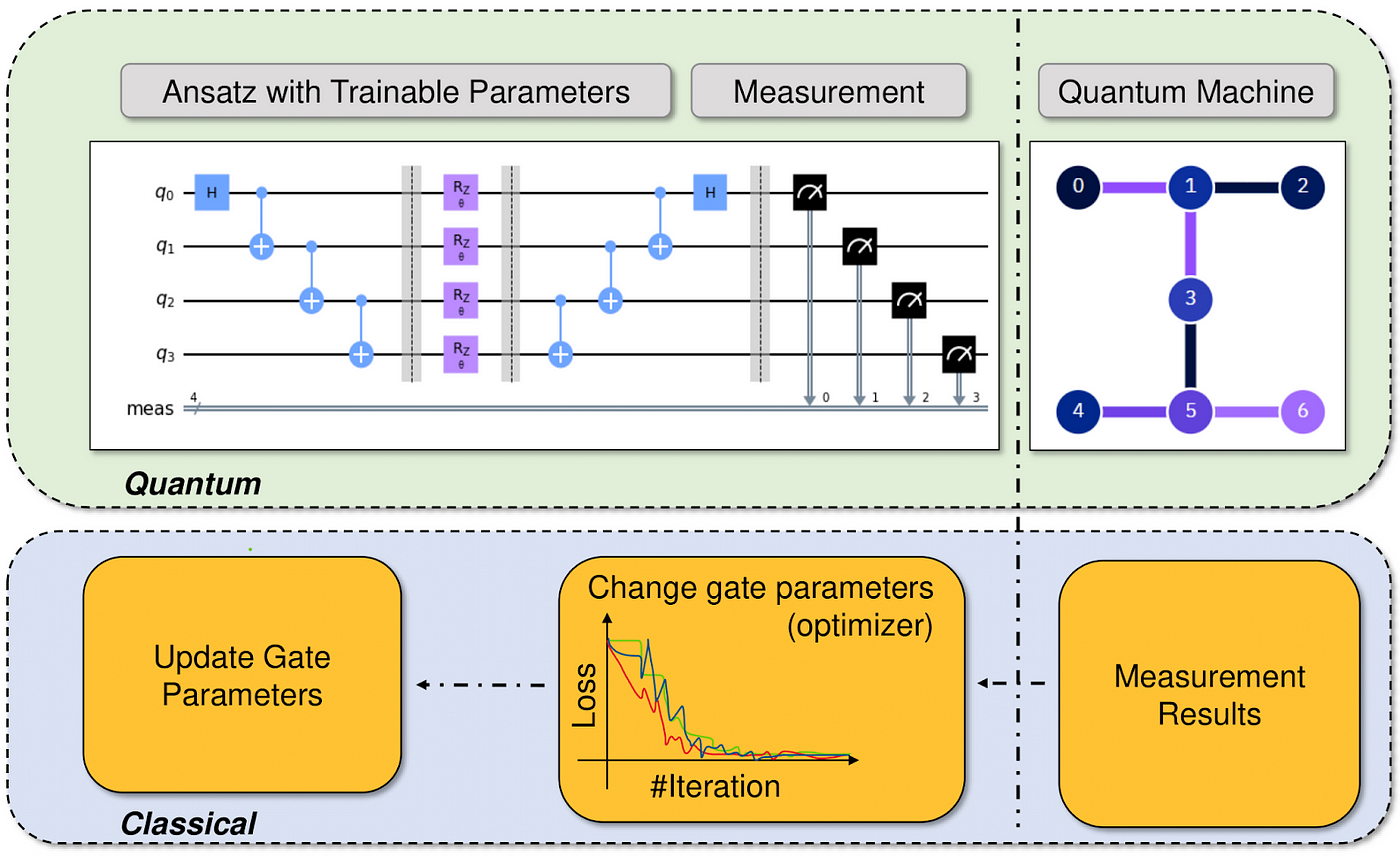 Ansatz with Trainable Parameters
Measurement
Quantum Machine
q0
H
RZ
θ
H
q1
RZ
θ
q2
RZ
θ
q3
RZ
θ
meas
4
0
1
2
3
0
1
2
3
4
5
6
Quantum
Update Gate
Parameters
Change gate parameters
(optimizer)
Loss
#Iteration
Measurement
Results
Classical